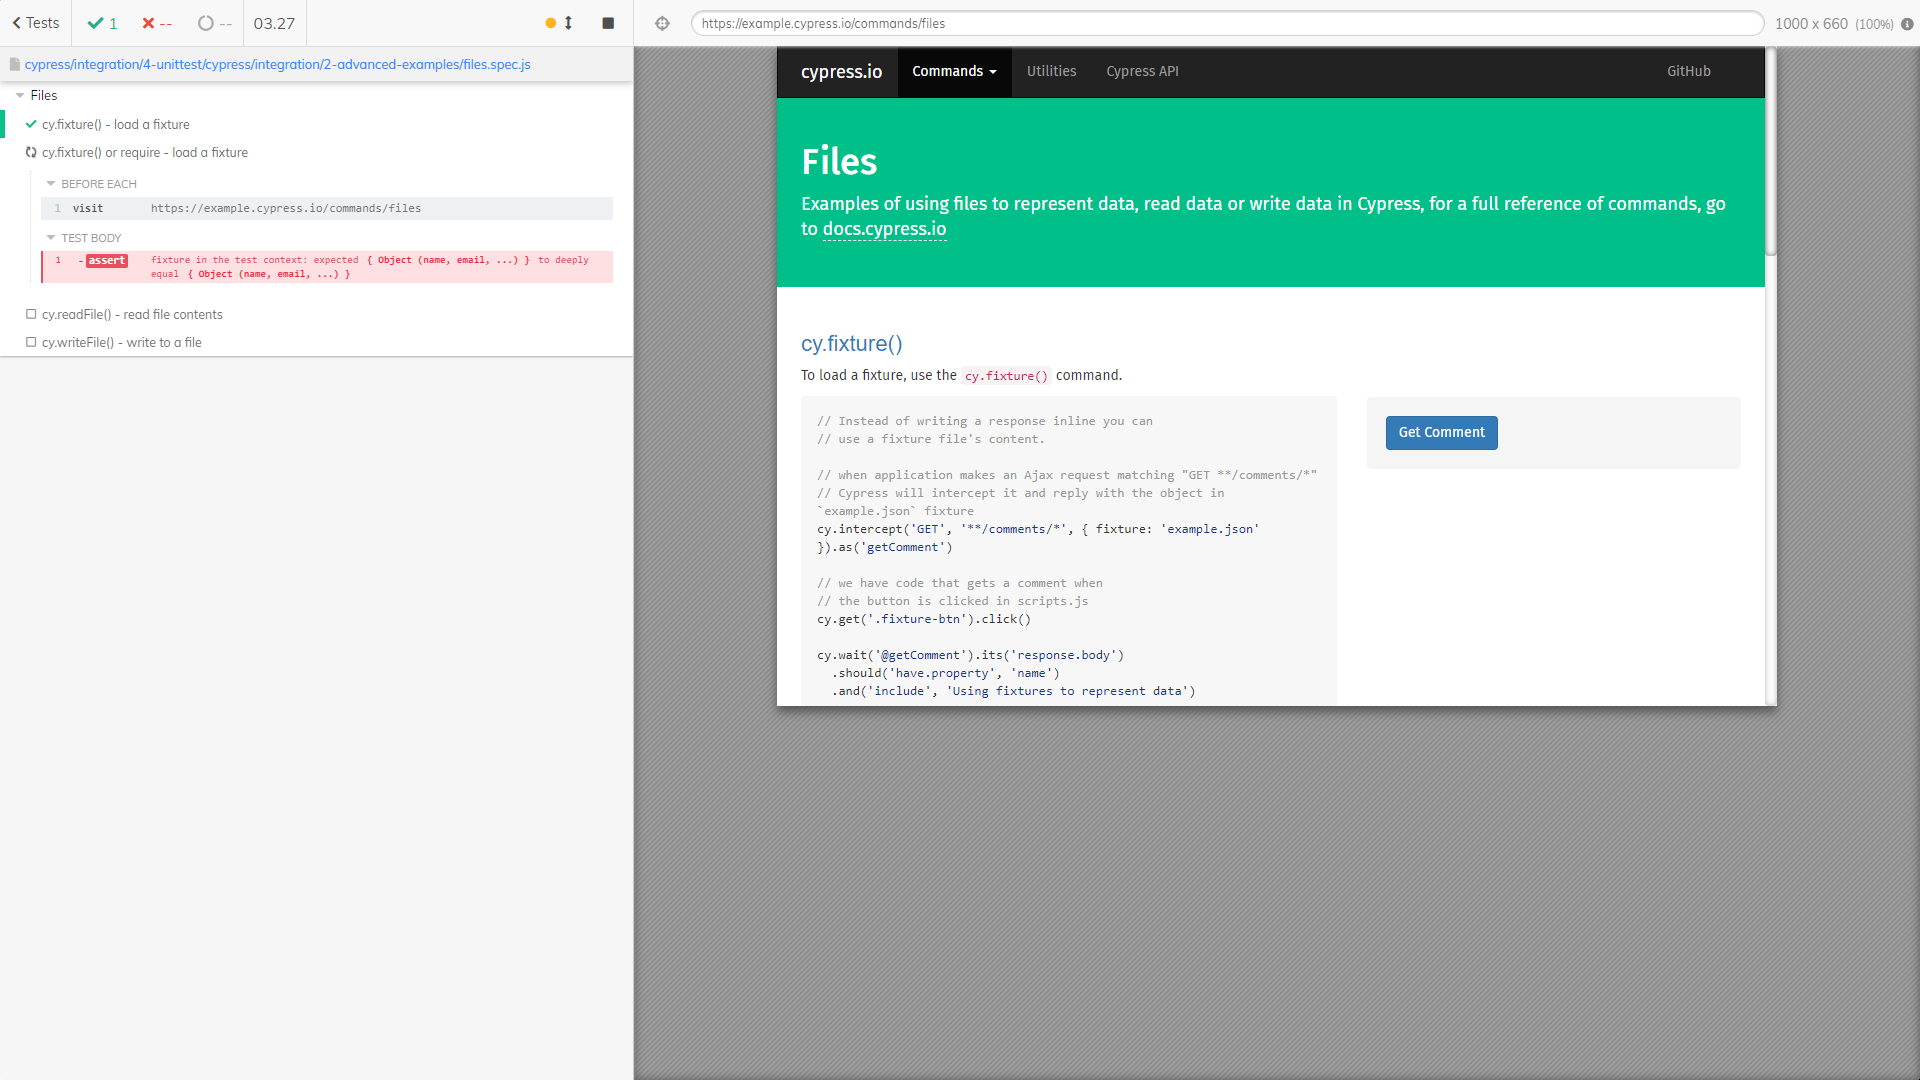 Tests
1
--
--
03.27
https://example.cypress.io/commands/files
1000 x 660 (100%)
cypress/integration/4-unittest/cypress/integration/2-advanced-examples/files.spec.js
Files
cy.fixture() - load a fixture
cy.fixture() or require - load a fixture
BEFORE EACH
1 visit https://example.cypress.io/commands/files
TEST BODY
1 -assert fixture in the test context: expected { Object (name, email, ...) } to deeply
equal { Object (name, email, ...) }
cy.readFile() - read file contents
cy.writeFile() - write to a file
cypress.io Commands Utilities Cypress API GitHub
Files
Examples of using files to represent data, read data or write data in Cypress, for a full reference of commands, go
to docs.cypress.io
cy.fixture()
To load a fixture, use the cy.fixture() command.
// Instead of writing a response inline you can
// use a fixture file's content.
// when application makes an Ajax request matching "GET **/comments/*"
// Cypress will intercept it and reply with the object in
`example.json` fixture
cy.intercept('GET', '**/comments/*', { fixture: 'example.json'
}).as('getComment')
// we have code that gets a comment when
// the button is clicked in scripts.js
cy.get('.fixture-btn').click()
cy.wait('@getComment').its('response.body')
.should('have.property', 'name')
.and('include', 'Using fixtures to represent data')
Get Comment